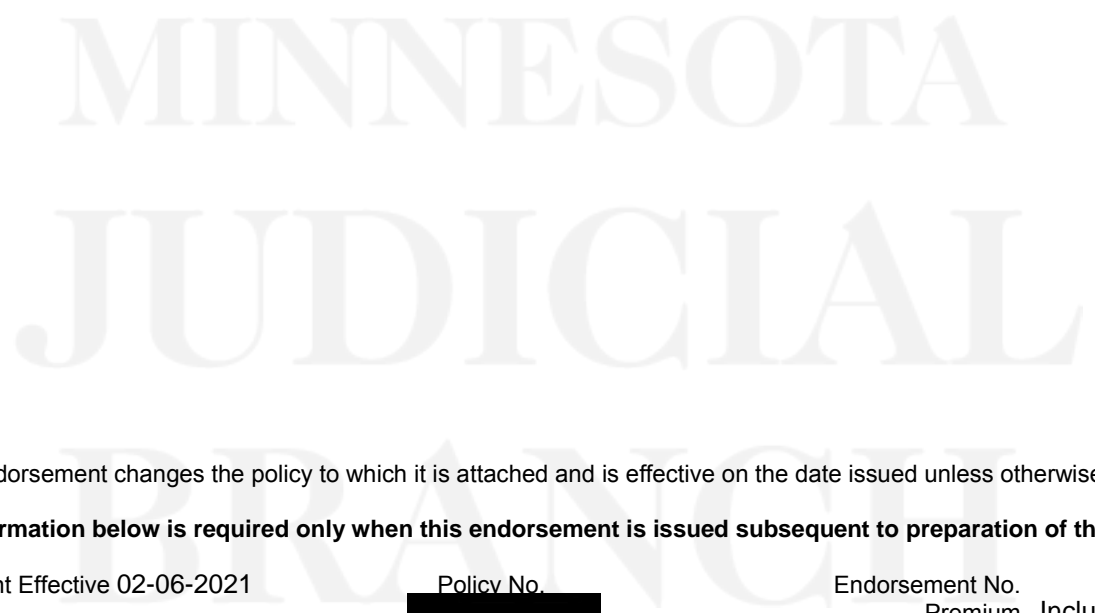 MINNESOTA
JUDICIAL
BRANCH
dorsement changes the policy to which it is attached and is effective on the date issued unless otherwise
rmation below is required only when this endorsement is issued subsequent to preparation of th
nt Effective 02-06-2021 Policy No. Endorsement No.
Premium Inclu